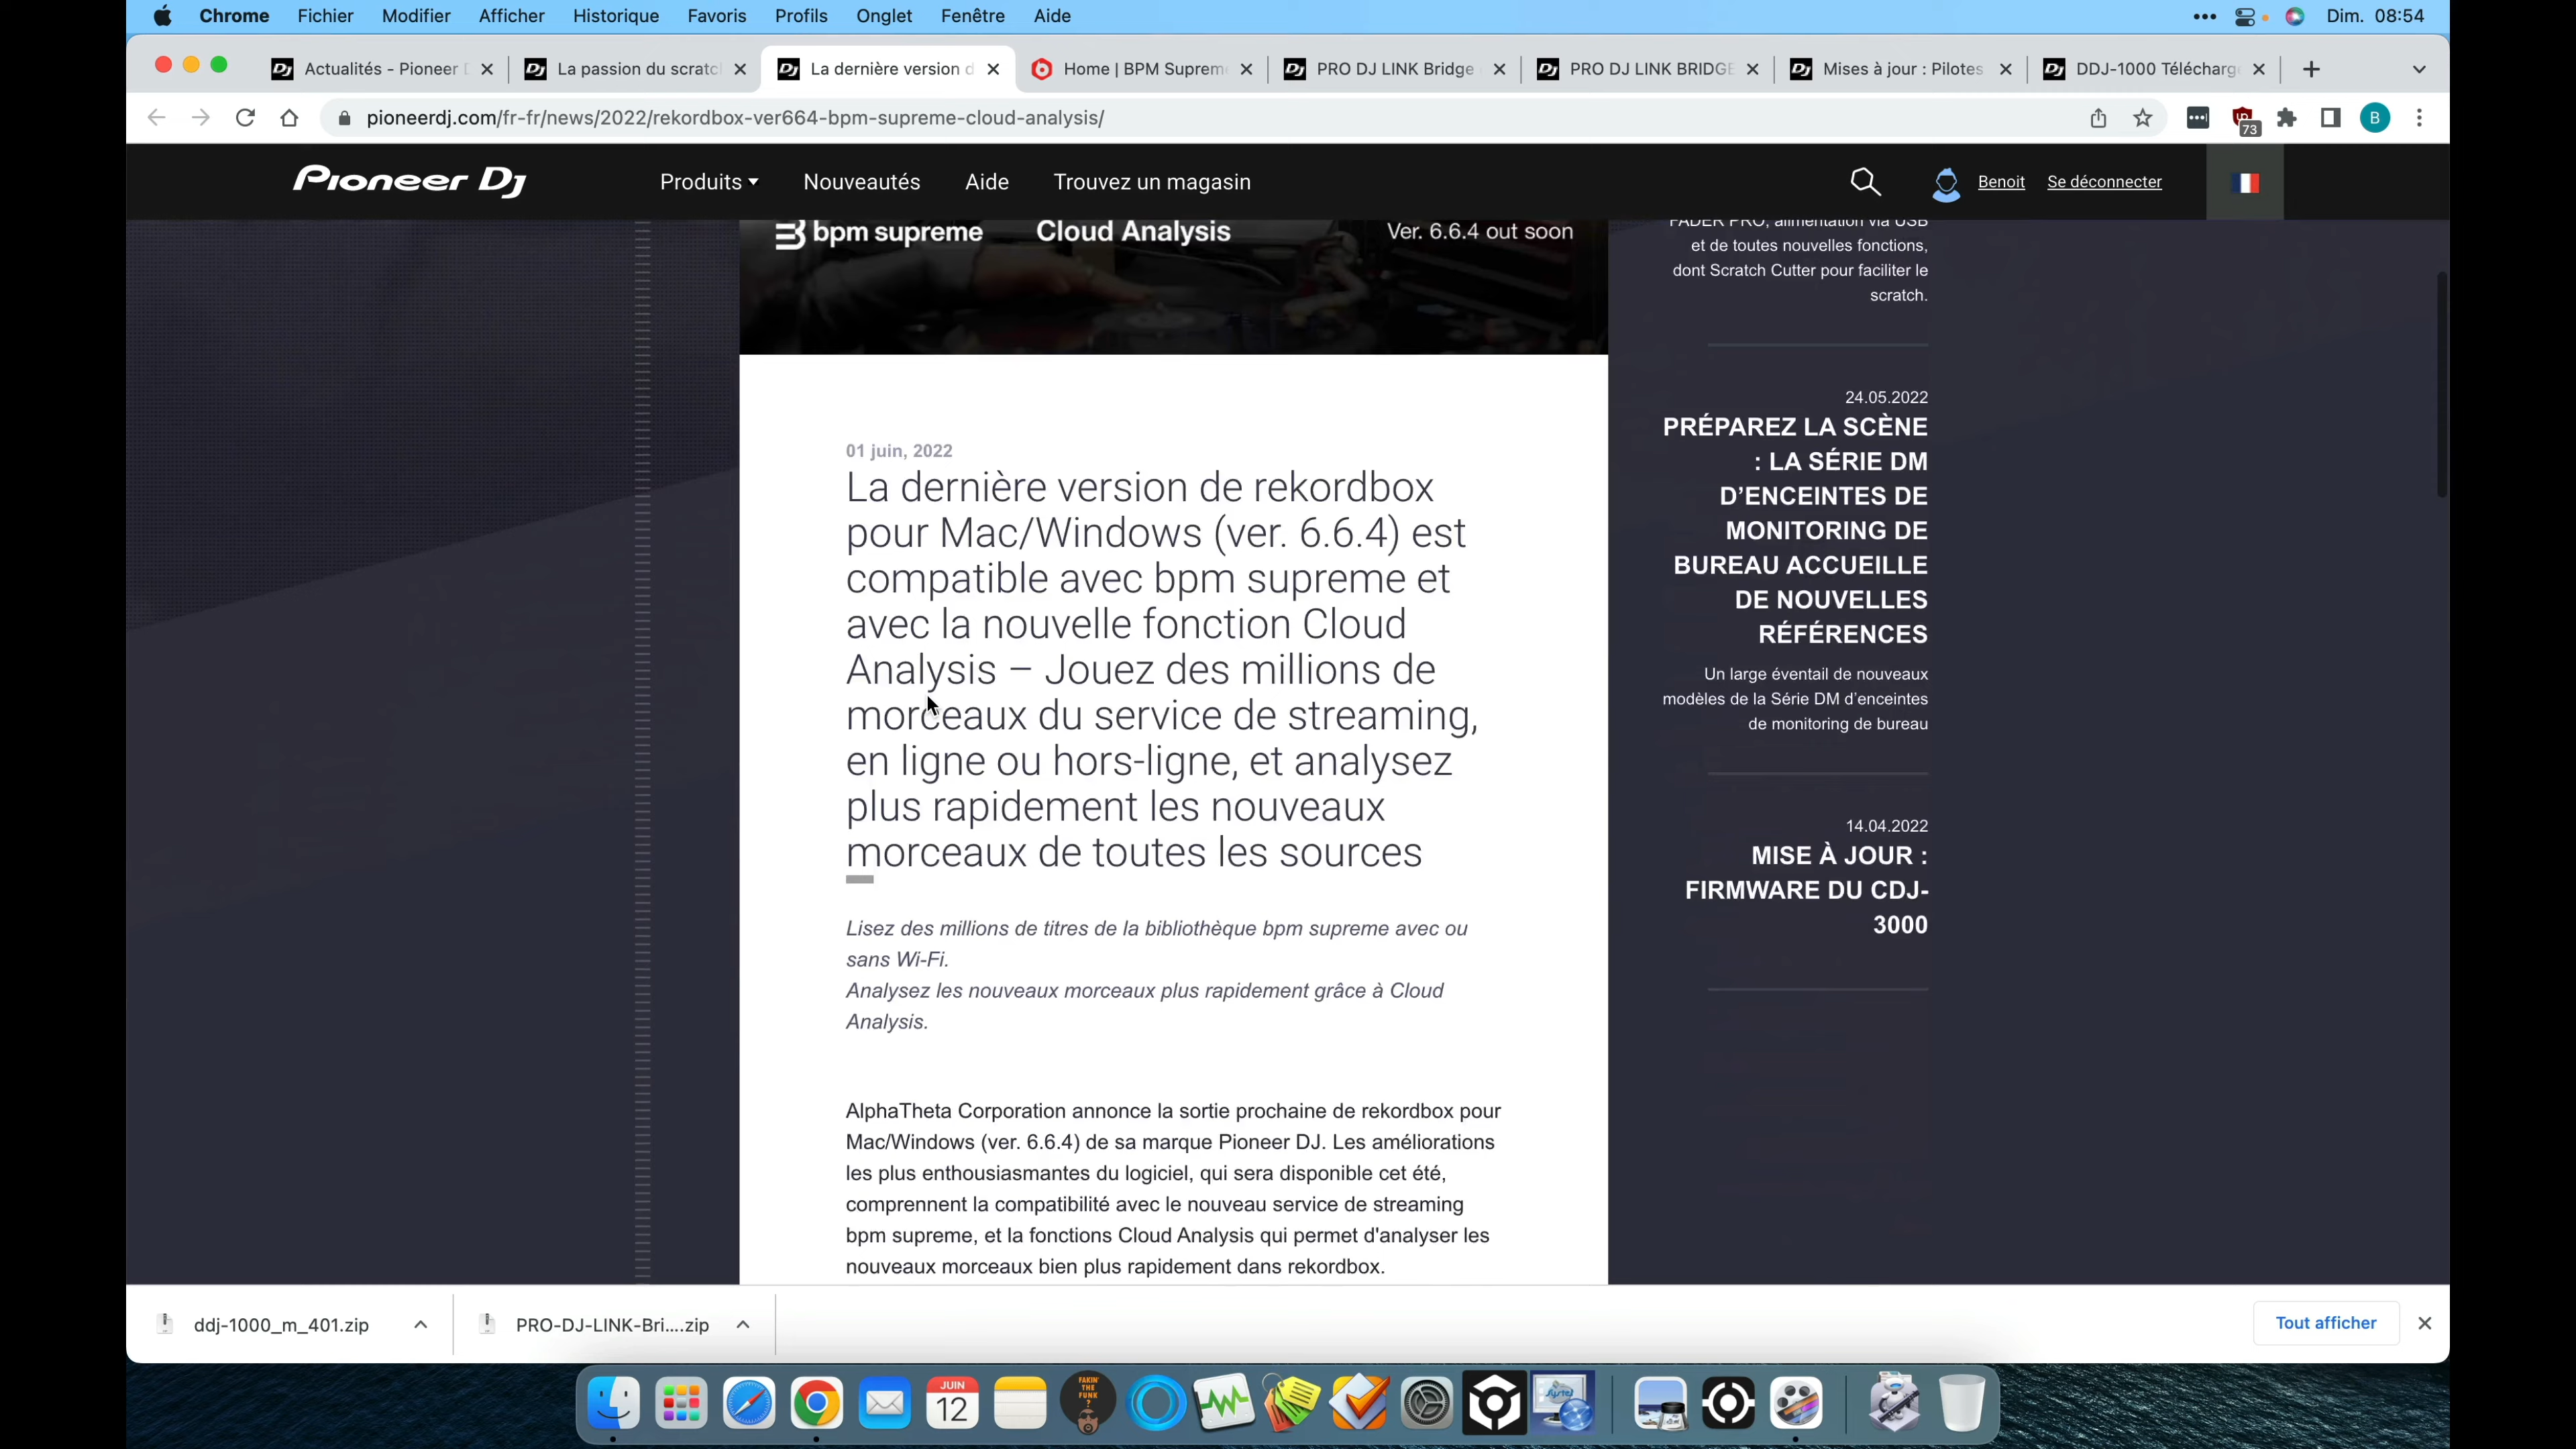 Chrome Fichier Modifier Afficher Historique Favoris Profils Onglet Fenêtre Aide
Dim. 08:54
Actualités - Pioneer
La passion du scratc
La dernière version d
Home | BPM Suprem
PRO DJ LINK Bridge
PRO DJ LINK BRIDGE
Mises à jour : Pilotes
DDJ-1000 Télécharg
pioneerdj.com/fr-fr/news/2022/rekordbox-ver664-bpm-supreme-cloud-analysis/
73
B
Pioneer Dj
Produits Nouveautés Aide Trouvez un magasin
Benoit Se déconnecter
bpm supreme Cloud Analysis Ver. 6.6.4 out soon
01 juin, 2022
La dernière version de rekordbox
pour Mac/Windows (ver. 6.6.4) est
compatible avec bpm supreme et
avec la nouvelle fonction Cloud
Analysis – Jouez des millions de
morceaux du service de streaming,
en ligne ou hors-ligne, et analysez
plus rapidement les nouveaux
morceaux de toutes les sources
Lisez des millions de titres de la bibliothèque bpm supreme avec ou
sans Wi-Fi.
Analysez les nouveaux morceaux plus rapidement grâce à Cloud
Analysis.
AlphaTheta Corporation annonce la sortie prochaine de rekordbox pour
Mac/Windows (ver. 6.6.4) de sa marque Pioneer DJ. Les améliorations
les plus enthousiasmantes du logiciel, qui sera disponible cet été,
comprennent la compatibilité avec le nouveau service de streaming
bpm supreme, et la fonctions Cloud Analysis qui permet d'analyser les
nouveaux morceaux bien plus rapidement dans rekordbox.
FADER PRO, alimentation via USB
et de toutes nouvelles fonctions,
dont Scratch Cutter pour faciliter le
scratch.
24.05.2022
PRÉPAREZ LA SCÈNE
: LA SÉRIE DM
D’ENCEINTES DE
MONITORING DE
BUREAU ACCUEILLE
DE NOUVELLES
RÉFÉRENCES
Un large éventail de nouveaux
modèles de la Série DM d’enceintes
de monitoring de bureau
14.04.2022
MISE À JOUR :
FIRMWARE DU CDJ-
3000
ddj-1000_m_401.zip
PRO-DJ-LINK-Bri....zip
Tout afficher
JUIN
12
FAKIN'
THE
FUNK
?